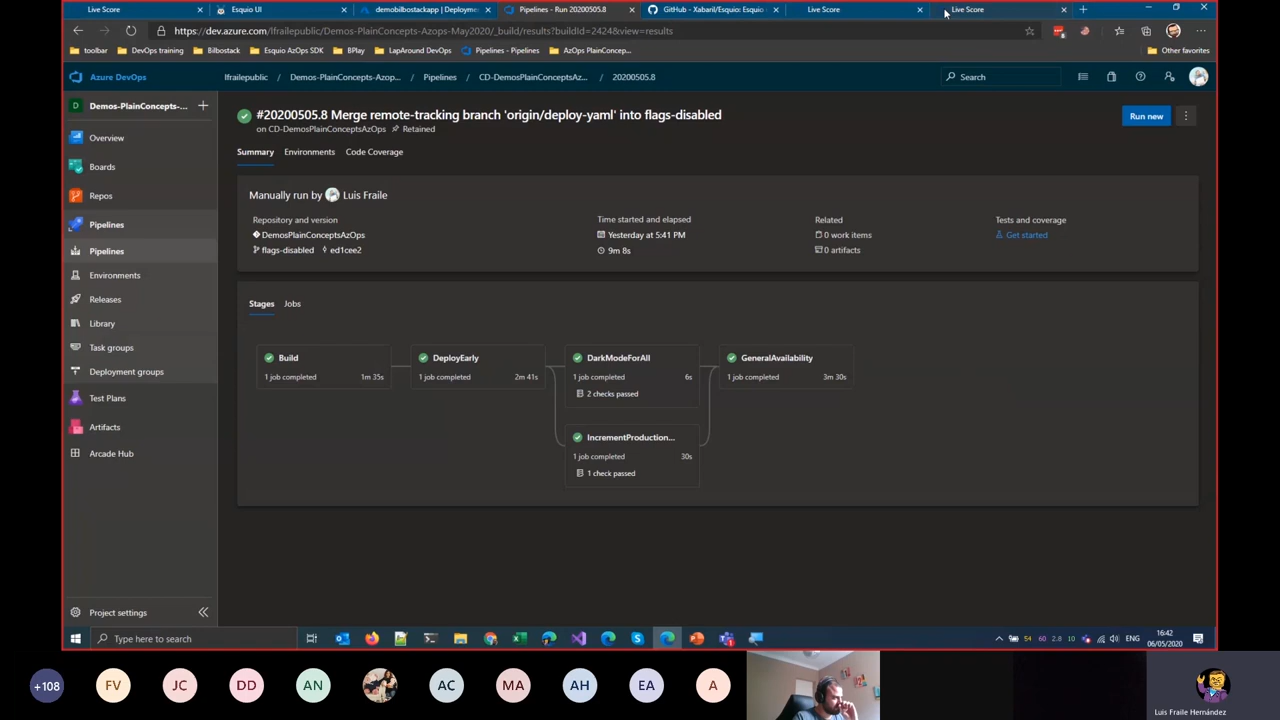 Live Score
Esquio UI
demobilbostackapp | Deployme
Pipelines - Run 20200505.8
GitHub - Xabaril/Esquio: Esquio
Live Score
Live Score
https://dev.azure.com/lfrailepublic/Demos-PlainConcepts-Azops-May2020/_build/results?buildId=2424&view=results
toolbar
DevOps training
Bilbostack
Esquio AzOps SDK
BPlay
LapAround DevOps
Pipelines - Pipelines
AzOps PlainConcep...
Other favorites
Azure DevOps
lfrailepublic / Demos-PlainConcepts-Azop... / Pipelines / CD-DemosPlainConceptsAz... / 20200505.8
Search
D Demos-PlainConcepts-...
Overview
Boards
Repos
Pipelines
Pipelines
Environments
Releases
Library
Task groups
Deployment groups
Test Plans
Artifacts
Arcade Hub
Project settings
#20200505.8 Merge remote-tracking branch 'origin/deploy-yaml' into flags-disabled
on CD-DemosPlainConceptsAzOps Retained
Run new
Summary Environments Code Coverage
Manually run by Luis Fraile
Repository and version
DemosPlainConceptsAzOps
flags-disabled ed1cee2
Time started and elapsed
Yesterday at 5:41 PM
9m 8s
Related
0 work items
0 artifacts
Tests and coverage
Get started
Stages Jobs
Build
1 job completed 1m 35s
DeployEarly
1 job completed 2m 41s
DarkModeForAll
1 job completed 6s
2 checks passed
IncrementProduction...
1 job completed 30s
1 check passed
GeneralAvailability
1 job completed 3m 30s
Type here to search
54 60 2.8 10
ENG
16:42
06/05/2020
+108
FV
JC
DD
AN
AC
MA
AH
EA
A
Luis Fraile Hernández